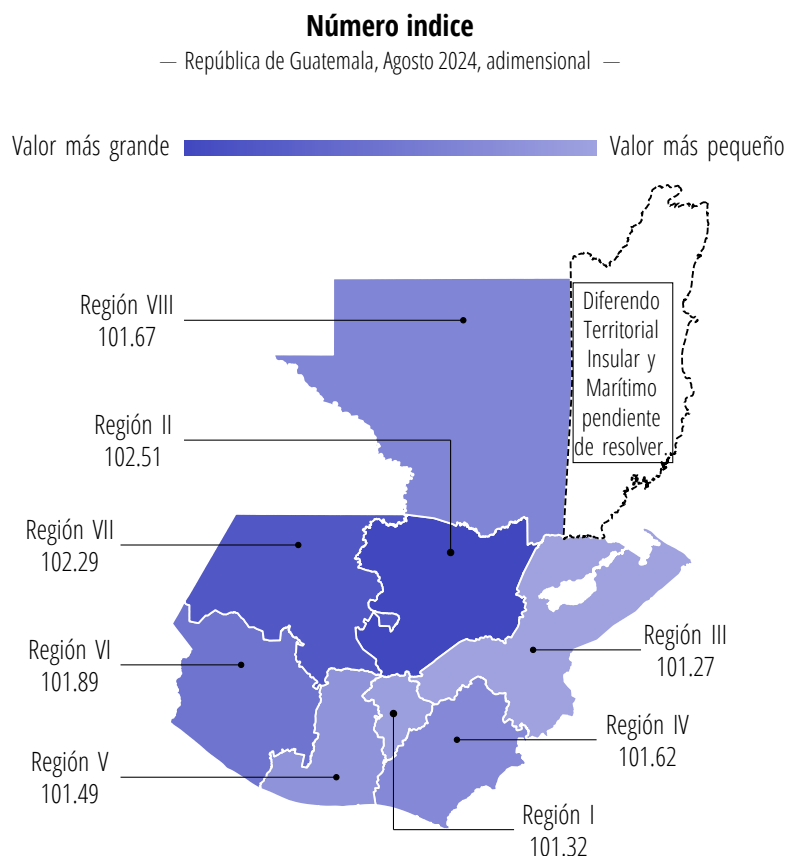 Número indice
República de Guatemala, Agosto 2024, adimensional
Valor más grande
Valor más pequeño
Región VIII
101.67
Diferendo
Territorial
Insular y
Marítimo
pendiente
de resolver.
Región II
102.51
Región VII
102.29
Región III
101.27
Región VI
101.89
Región IV
101.62
Región V
101.49
Región I
101.32